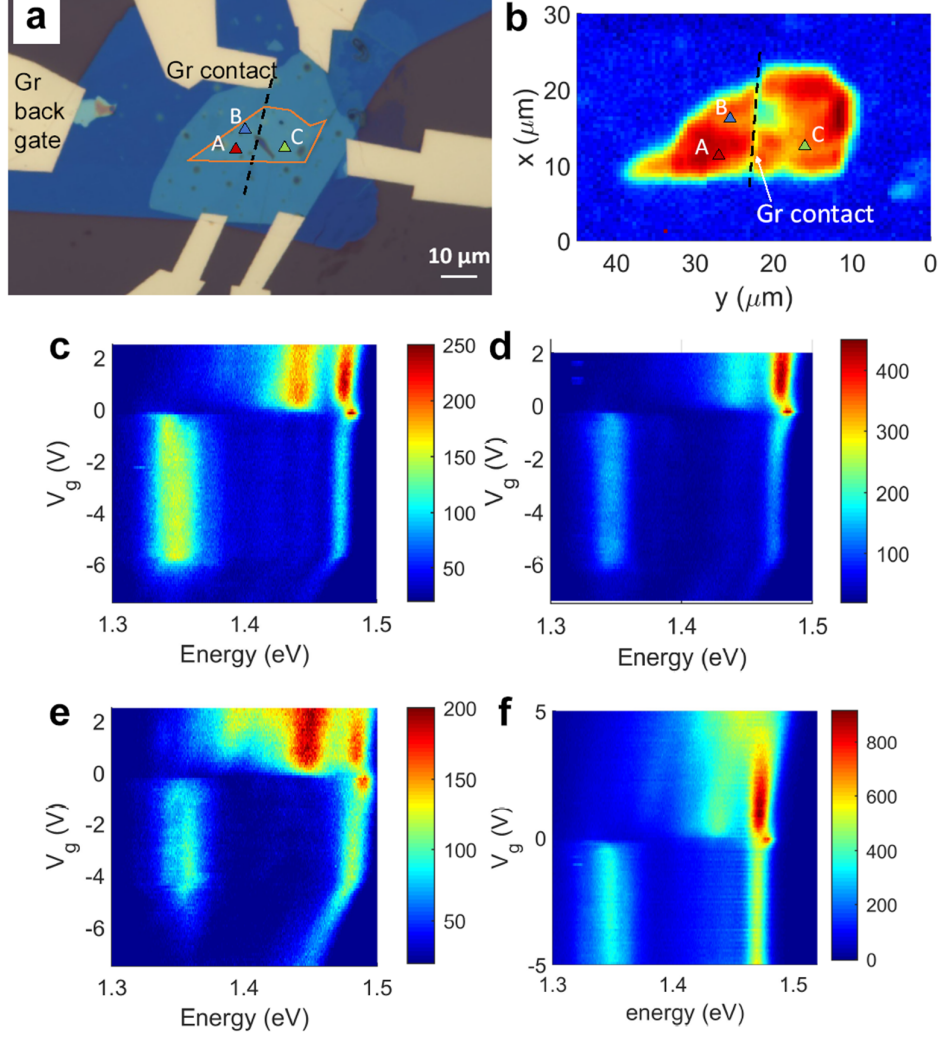 a
Gr contact
Gr
back
gate
B
A
C
10 μm
b
30
20
10
0
x (μm)
B
A
C
Gr contact
40 30 20 10 0
y (μm)
c
2
0
-2
-4
-6
Vg (V)
1.3 1.4 1.5
Energy (eV)
250
200
150
100
50
d
2
0
-2
-4
-6
Vg (V)
1.3 1.4 1.5
Energy (eV)
400
300
200
100
e
2
0
-2
-4
-6
Vg (V)
1.3 1.4 1.5
Energy (eV)
200
150
100
50
f
5
0
-5
Vg (V)
1.3 1.4 1.5
energy (eV)
800
600
400
200
0